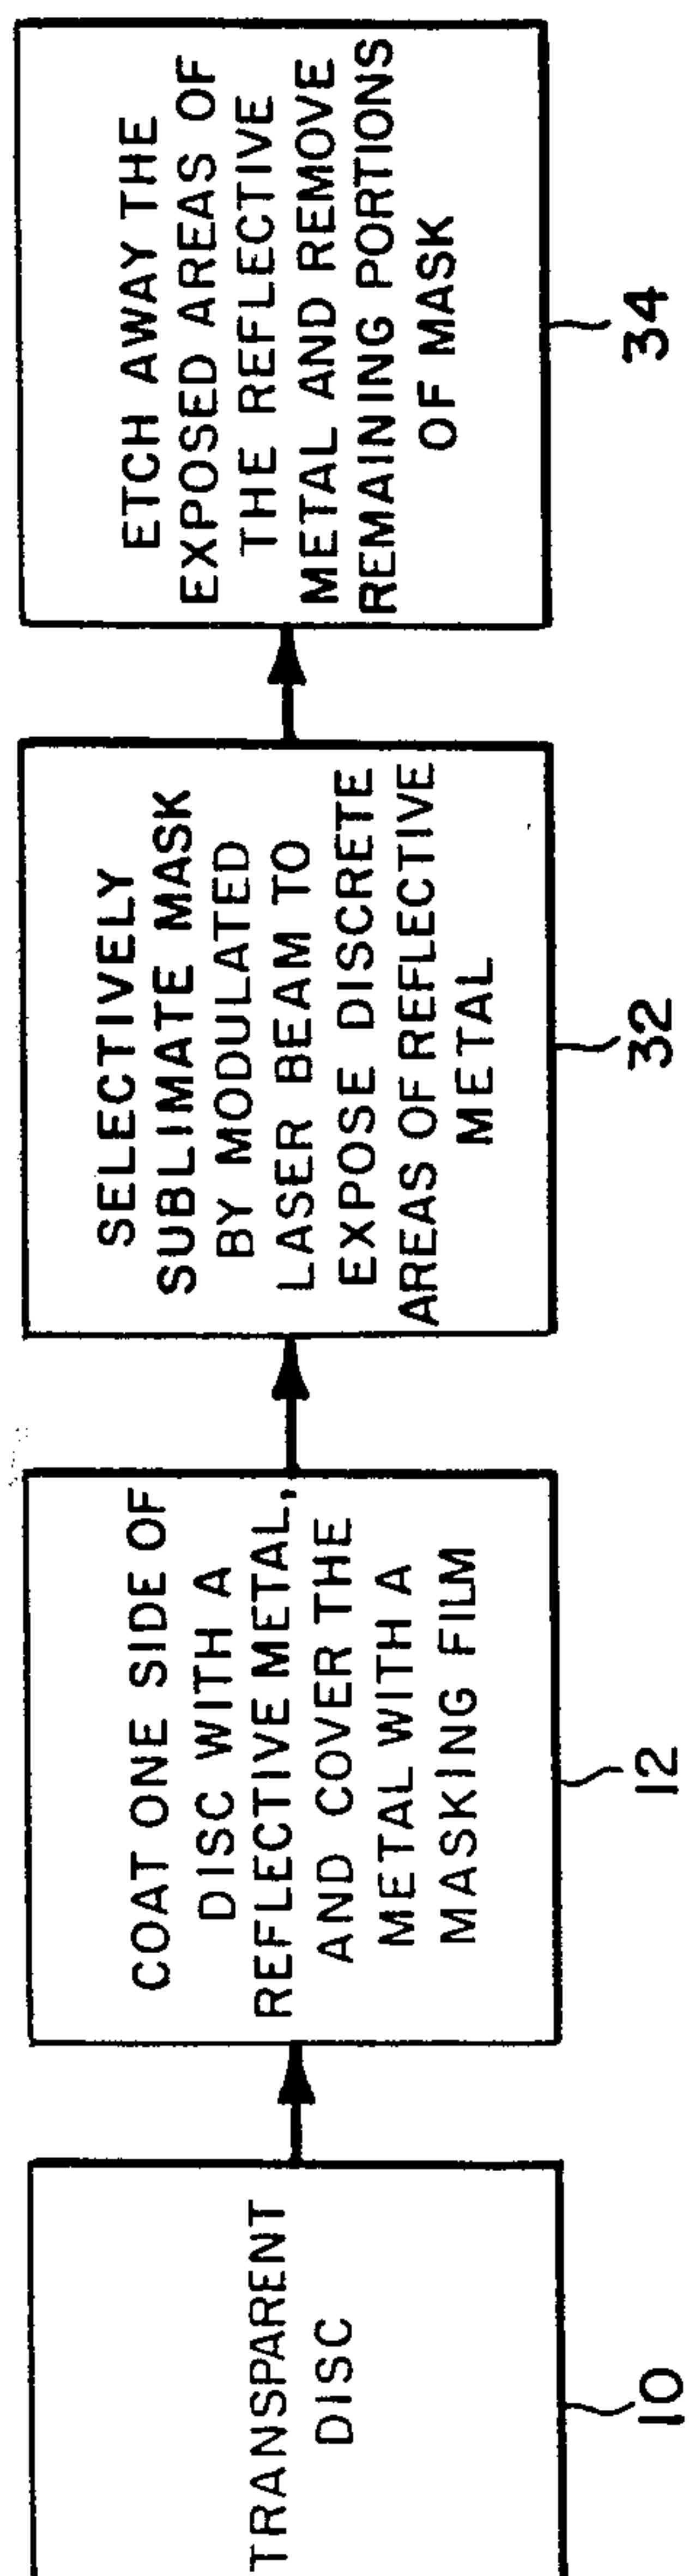 TRANSPARENT
DISC
10
COAT ONE SIDE OF
DISC WITH A
REFLECTIVE METAL,
AND COVER THE
METAL WITH A
MASKING FILM
12
SELECTIVELY
SUBLIMATE MASK
BY MODULATED
LASER BEAM TO
EXPOSE DISCRETE
AREAS OF REFLECTIVE
METAL
32
ETCH AWAY THE
EXPOSED AREAS OF
THE REFLECTIVE
METAL AND REMOVE
REMAINING PORTIONS
OF MASK
34